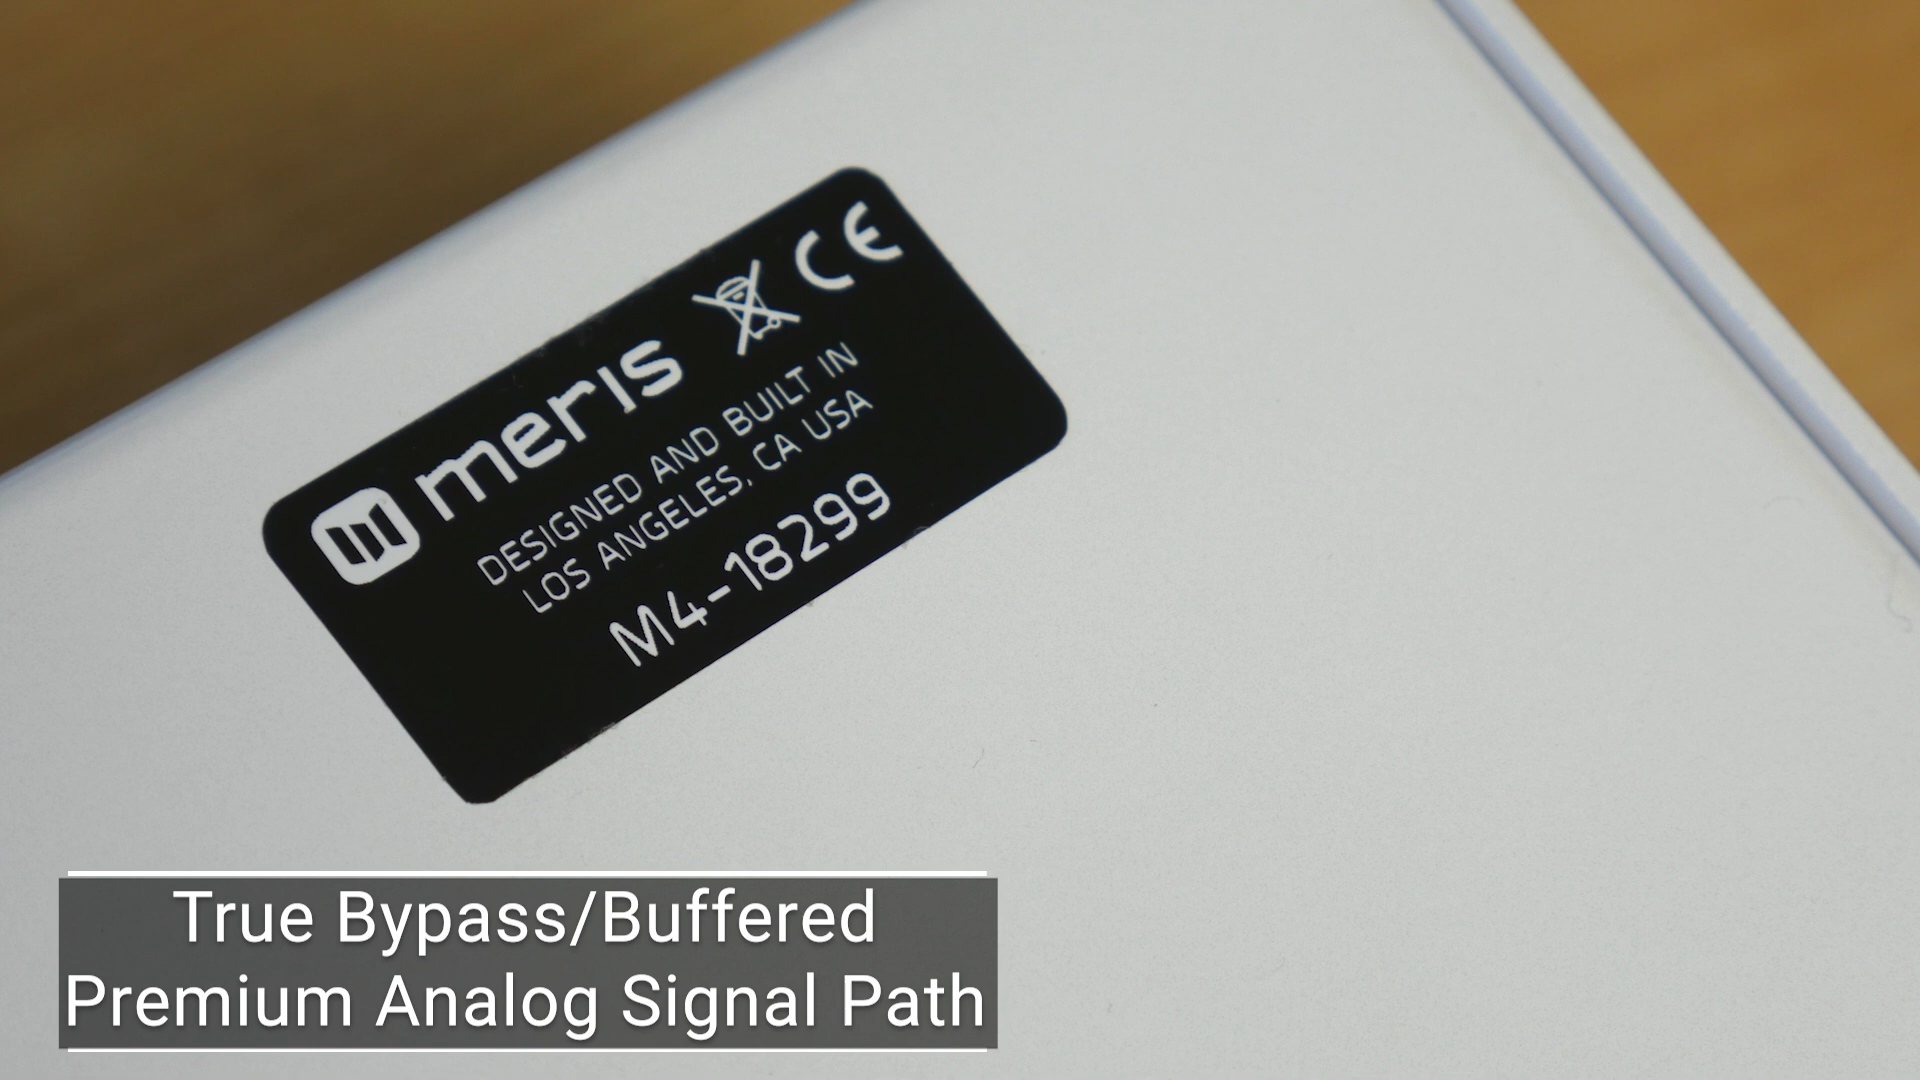 meris CE
DESIGNED AND BUILT IN
LOS ANGELES, CA USA
M4-18299
True Bypass/Buffered
Premium Analog Signal Path